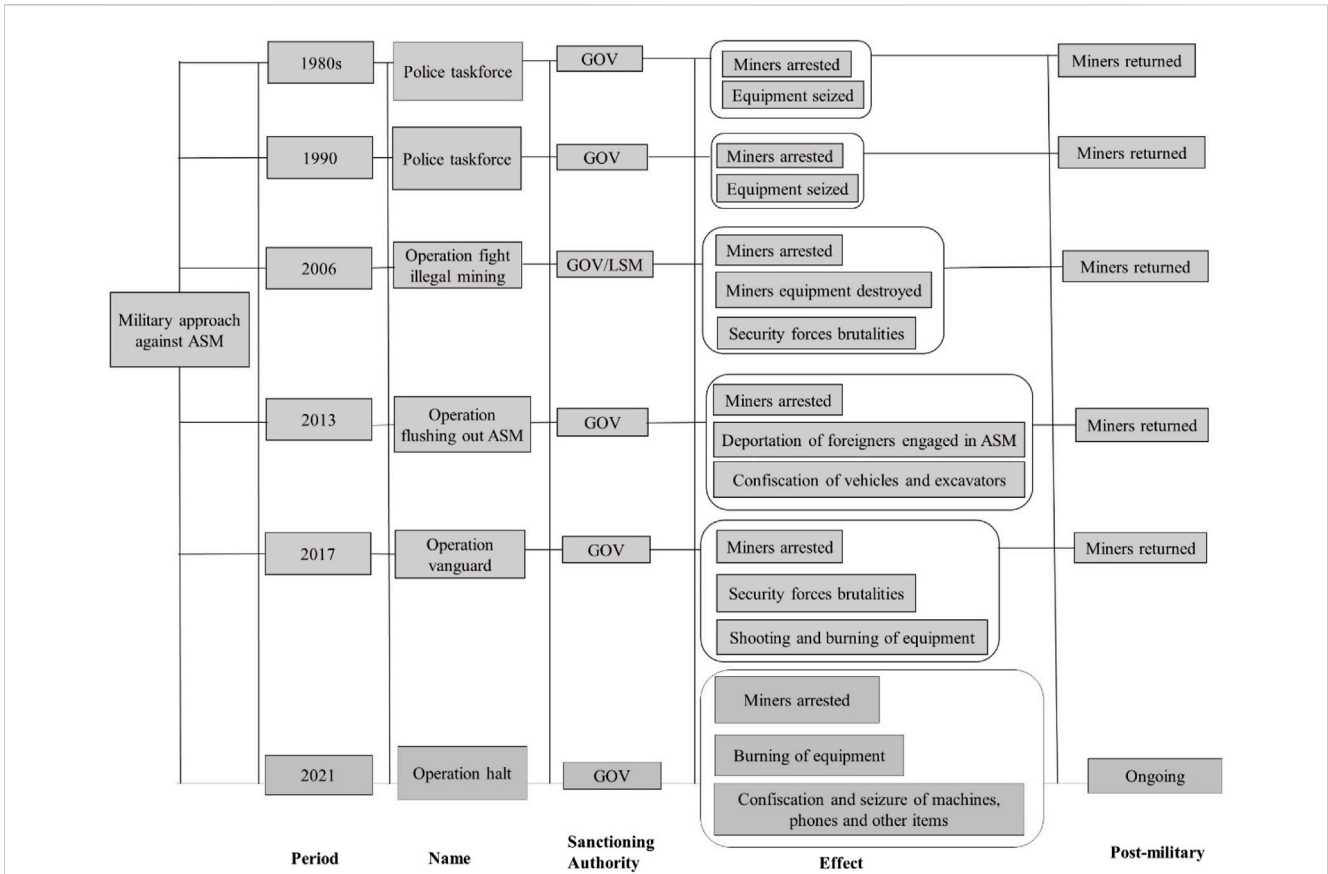 1980s
Police taskforce
GOV
Miners arrested
Equipment seized
Miners returned
1990
Police taskforce
GOV
Miners arrested
Equipment seized
Miners returned
2006
Operation fight
illegal mining
GOV/LSM
Miners arrested
Miners equipment destroyed
Security forces brutalities
Miners returned
Military approach
against ASM
2013
Operation
flushing out ASM
GOV
Miners arrested
Deportation of foreigners engaged in ASM
Confiscation of vehicles and excavators
Miners returned
2017
Operation
vanguard
GOV
Miners arrested
Security forces brutalities
Shooting and burning of equipment
Miners returned
2021
Operation halt
GOV
Miners arrested
Burning of equipment
Confiscation and seizure of machines,
phones and other items
Ongoing
Period
Name
Sanctioning
Authority
Effect
Post-military